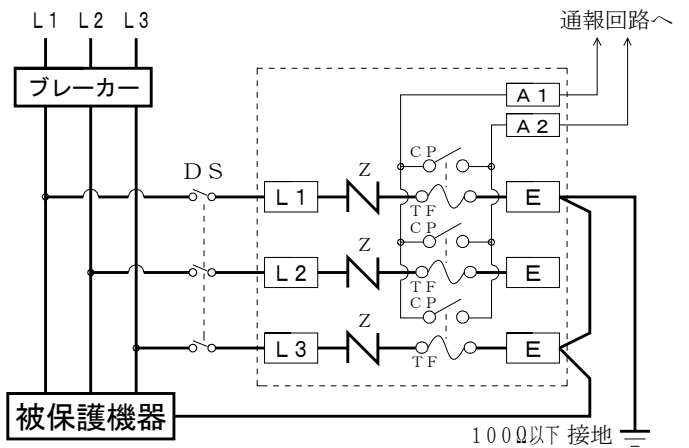 L1 L2 L3
通報回路へ
ブレーカー
A1
A2
CP
DS
Z
L1
E
TF
CP
Z
L2
E
TF
CP
Z
L3
E
TF
被保護機器
100Ω以下 接地